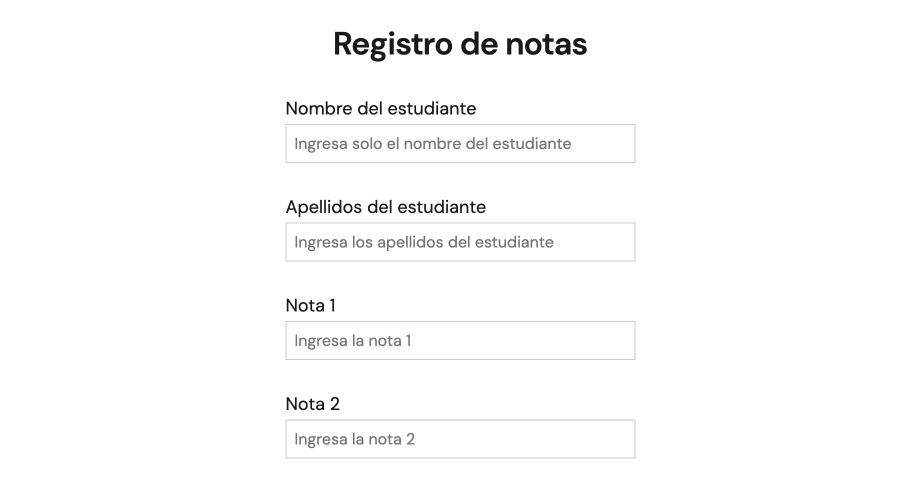 Registro de notas
Nombre del estudiante
Ingresa solo el nombre del estudiante
Apellidos del estudiante
Ingresa los apellidos del estudiante
Nota 1
Ingresa la nota 1
Nota 2
Ingresa la nota 2